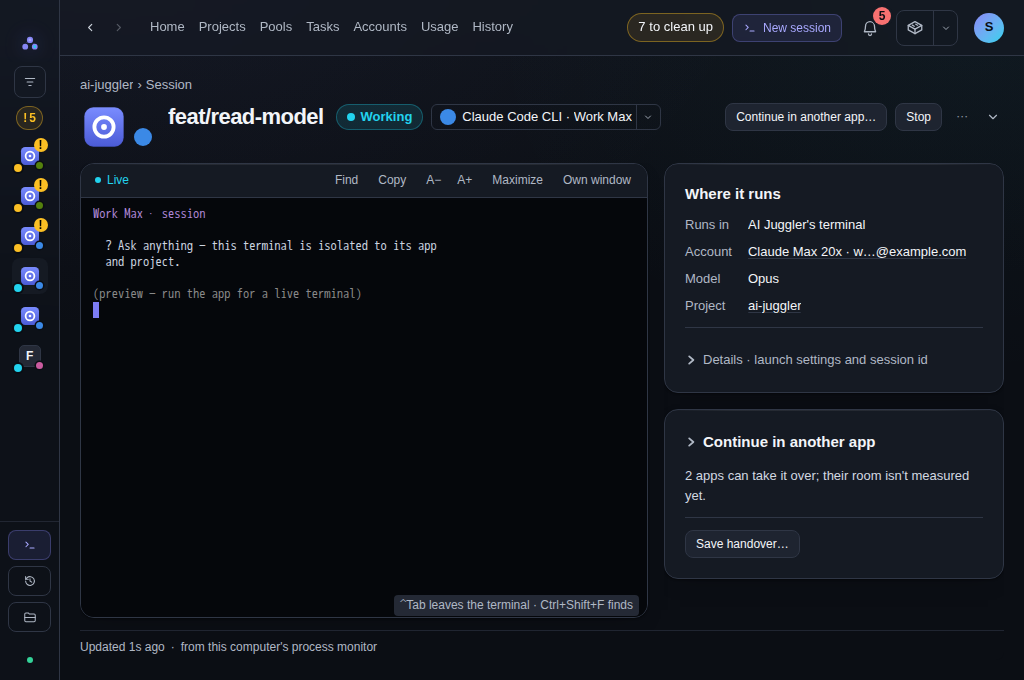 Home Projects Pools Tasks Accounts Usage History
7 to clean up
New session
5
S
! 5
!
!
!
F
ai-juggler › Session
feat/read-model
Working
Claude Code CLI · Work Max
Continue in another app…
Stop
Live
Find Copy A− A+ Maximize Own window
Work Max · session
? Ask anything — this terminal is isolated to its app
and project.
(preview — run the app for a live terminal)
^Tab leaves the terminal · Ctrl+Shift+F finds
Where it runs
Runs in AI Juggler's terminal
Account Claude Max 20x · w…@example.com
Model Opus
Project ai-juggler
Details · launch settings and session id
Continue in another app
2 apps can take it over; their room isn't measured
yet.
Save handover…
Updated 1s ago · from this computer's process monitor